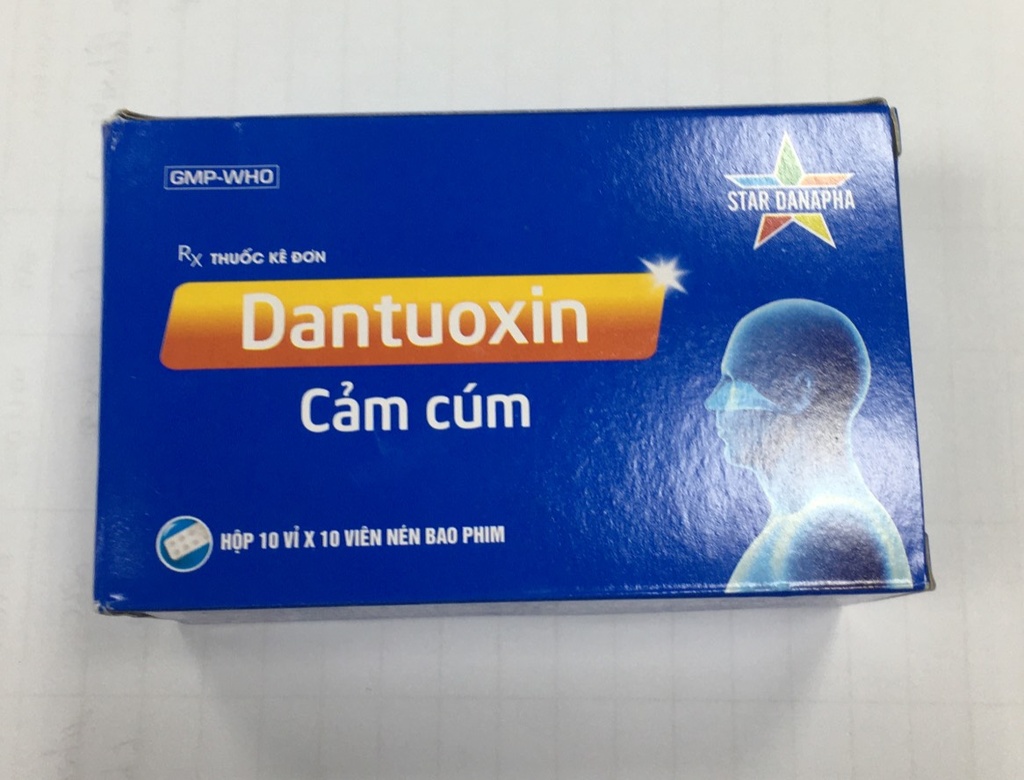 GMP-WHO
STAR DANAPHA
Rx THUỐC KÊ ĐƠN
Dantuoxin
Cảm cúm
HỘP 10 VỈ X 10 VIÊN NÉN BAO PHIM